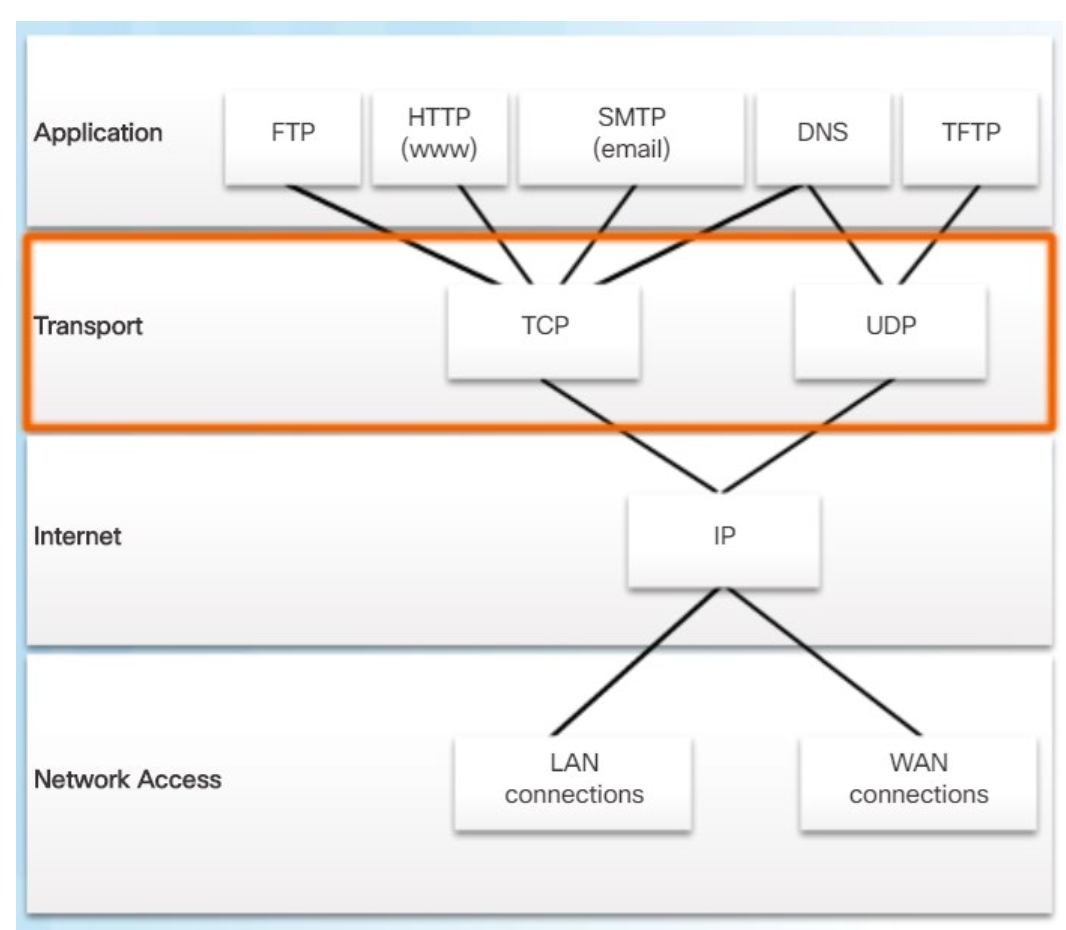 Application
FTP
HTTP
(www)
SMTP
(email)
DNS
TFTP
Transport
TCP
UDP
Internet
IP
Network Access
LAN
connections
WAN
connections